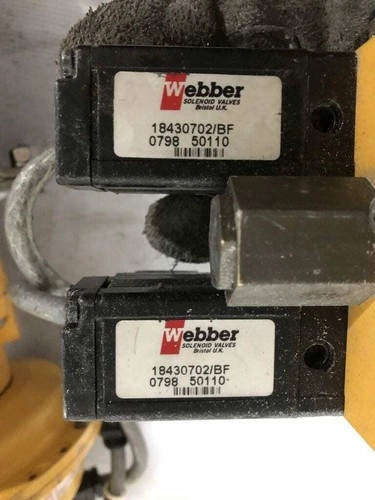 Webber
SOLENOID VALVES
Bristol U.K.
18430702/BF
0798 50110
Webber
SOLENOID VALVES
Bristol U.K.
18430702/BF
0798 50110